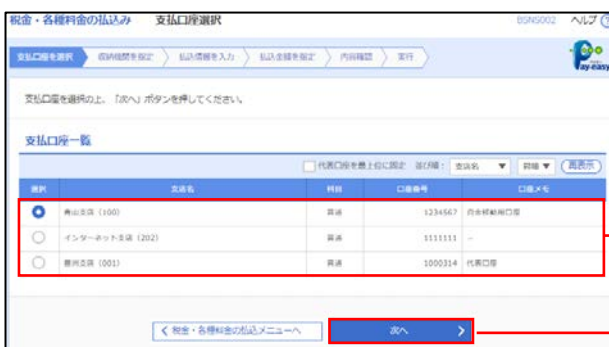 税金・各種料金の払込み 支払口座選択 BSNS002 ヘルプ
支払口座を選択 収納機関を指定 払込情報を入力 払込金額を指定 内容確認 実行
Pay-easy
支払口座を選択の上、「次へ」ボタンを押してください。
支払口座一覧
代表口座を最上位に固定 並び順： 支店名 昇順 再表示
選択 支店名 科目 口座番号 口座メモ
青山支店（100） 普通 1234567 資金移動用口座
インターネット支店（202） 普通 1111111 －
支店（001） 普通 1000314 代表口座
税金・各種料金の払込メニューへ 次へ